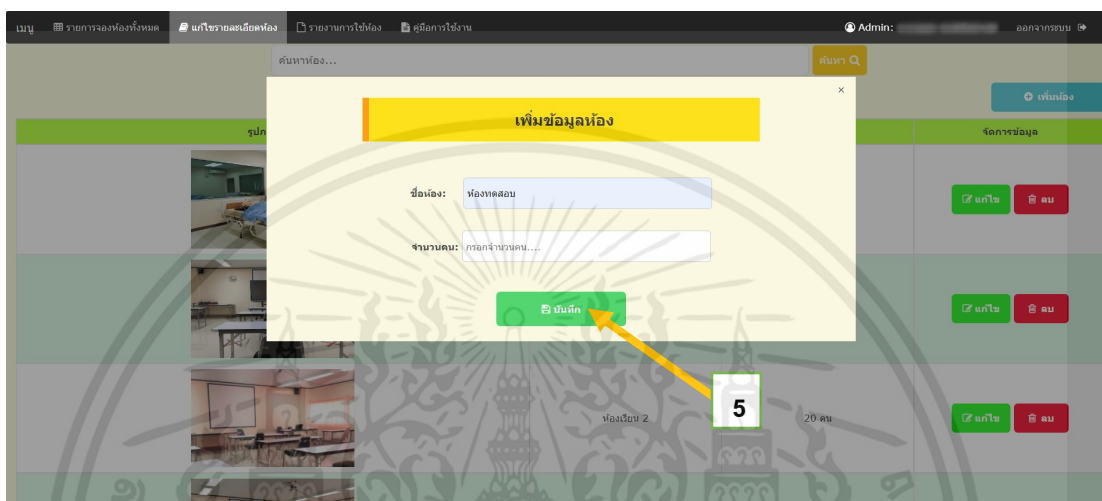 เมนู รายการจองห้องทั้งหมด แก้ไขรายละเอียดห้อง รายงานการใช้ห้อง คู่มือการใช้งาน Admin: ออกจากระบบ
ค้นหาห้อง... ค้นหา
×
เพิ่มห้อง
เพิ่มข้อมูลห้อง
รูปภ จัดการข้อมูล
ชื่อห้อง: ห้องทดสอบ
แก้ไข ลบ
จำนวนคน: กรอกจำนวนคน....
บันทึก
แก้ไข ลบ
5
ห้องเรียน 2 20 คน แก้ไข ลบ